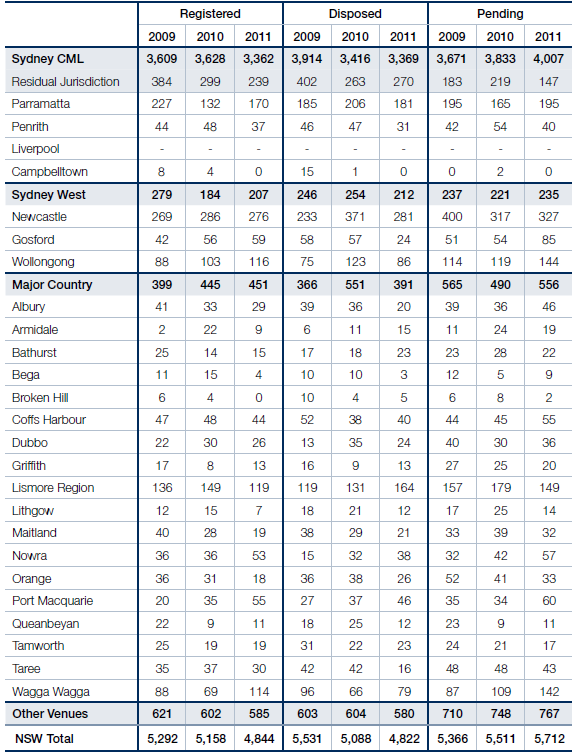 Registered Disposed Pending
2009 2010 2011 2009 2010 2011 2009 2010 2011
Sydney CML 3,609 3,628 3,362 3,914 3,416 3,369 3,671 3,833 4,007
Residual Jurisdiction 384 299 239 402 263 270 183 219 147
Parramatta 227 132 170 185 206 181 195 165 195
Penrith 44 48 37 46 47 31 42 54 40
Liverpool - - - - - - - - -
Campbelltown 8 4 0 15 1 0 0 2 0
Sydney West 279 184 207 246 254 212 237 221 235
Newcastle 269 286 276 233 371 281 400 317 327
Gosford 42 56 59 58 57 24 51 54 85
Wollongong 88 103 116 75 123 86 114 119 144
Major Country 399 445 451 366 551 391 565 490 556
Albury 41 33 29 39 36 20 39 36 46
Armidale 2 22 9 6 11 15 11 24 19
Bathurst 25 14 15 17 18 23 23 28 22
Bega 11 15 4 10 10 3 12 5 9
Broken Hill 6 4 0 10 4 5 6 8 2
Coffs Harbour 47 48 44 52 38 40 44 45 55
Dubbo 22 30 26 13 35 24 40 30 36
Griffith 17 8 13 16 9 13 27 25 20
Lismore Region 136 149 119 119 131 164 157 179 149
Lithgow 12 15 7 18 21 12 17 25 14
Maitland 40 28 19 38 29 21 33 39 32
Nowra 36 36 53 15 32 38 32 42 57
Orange 36 31 18 36 38 26 52 41 33
Port Macquarie 20 35 55 27 37 46 35 34 60
Queanbeyan 22 9 11 18 25 12 23 9 11
Tamworth 25 19 19 31 22 23 24 21 17
Taree 35 37 30 42 42 16 48 48 43
Wagga Wagga 88 69 114 96 66 79 87 109 142
Other Venues 621 602 585 603 604 580 710 748 767
NSW Total 5,292 5,158 4,844 5,531 5,088 4,822 5,366 5,511 5,712